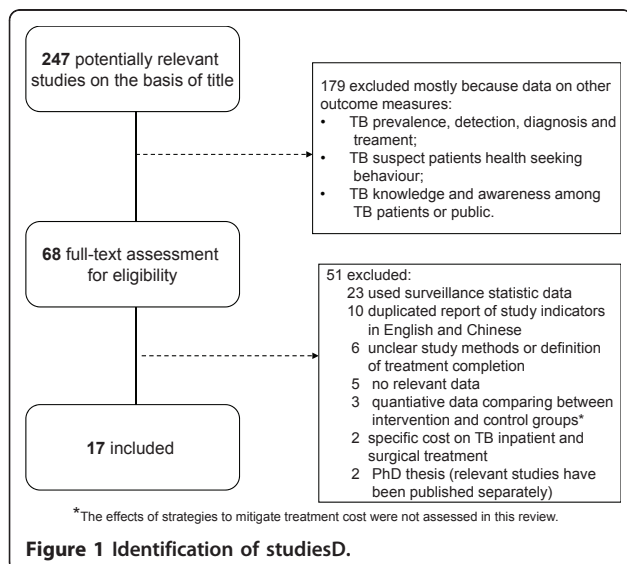 247 potentially relevant
studies on the basis of title
179 excluded mostly because data on other
outcome measures:
• TB prevalence, detection, diagnosis and
treament;
• TB suspect patients health seeking
behaviour;
• TB knowledge and awareness among
TB patients or public.
68 full-text assessment
for eligibility
51 excluded:
23 used surveillance statistic data
10 duplicated report of study indicators
in English and Chinese
6 unclear study methods or definition
of treatment completion
5 no relevant data
3 quantiative data comparing between
intervention and control groups*
2 specific cost on TB inpatient and
surgical treatment
2 PhD thesis (relevant studies have
been published separately)
17 included
*The effects of strategies to mitigate treatment cost were not assessed in this review.
Figure 1 Identification of studiesD.